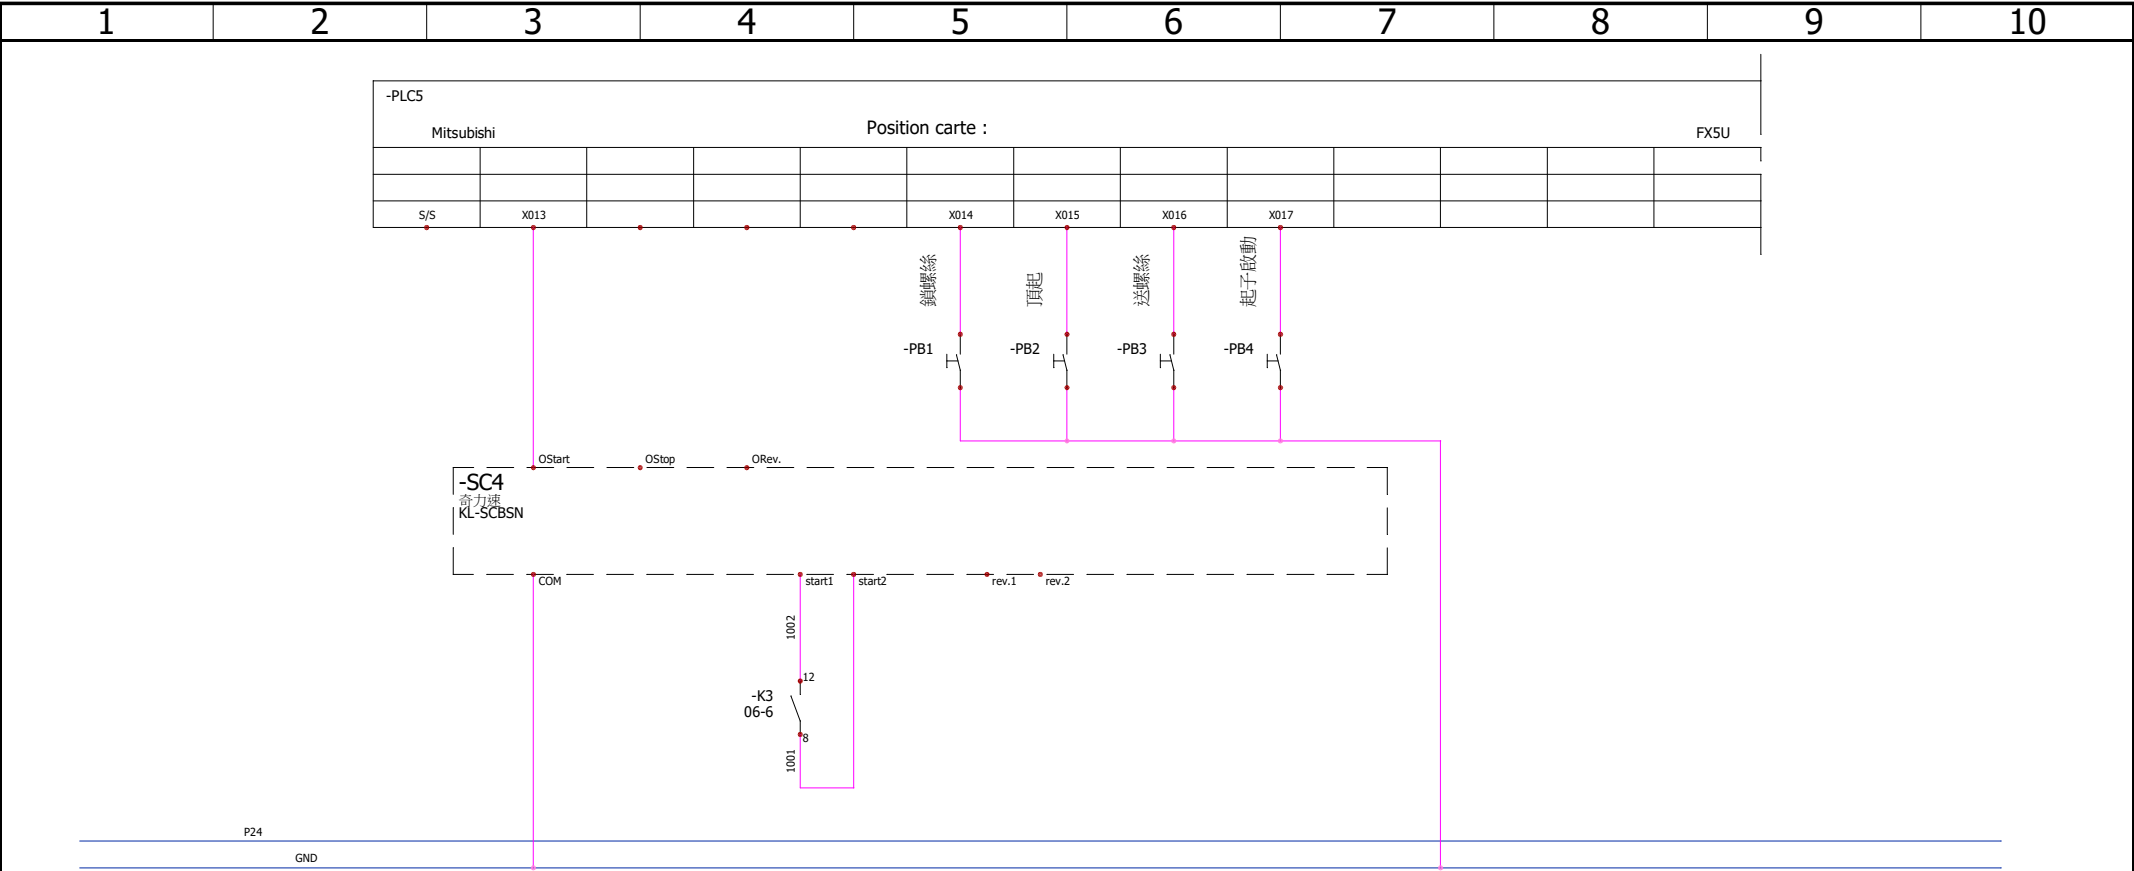 1 2 3 4 5 6 7 8 9 10
-PLC5
Mitsubishi
Position carte :
FX5U
S/S X013 X014 X015 X016 X017
鎖螺絲
頂起
送螺絲
起子啟動
-PB1 -PB2 -PB3 -PB4
OStart OStop ORev.
-SC4
奇力速
KL-SCBSN
COM start1 start2 rev.1 rev.2
1002
12
-K3
06-6
8
1001
P24
GND